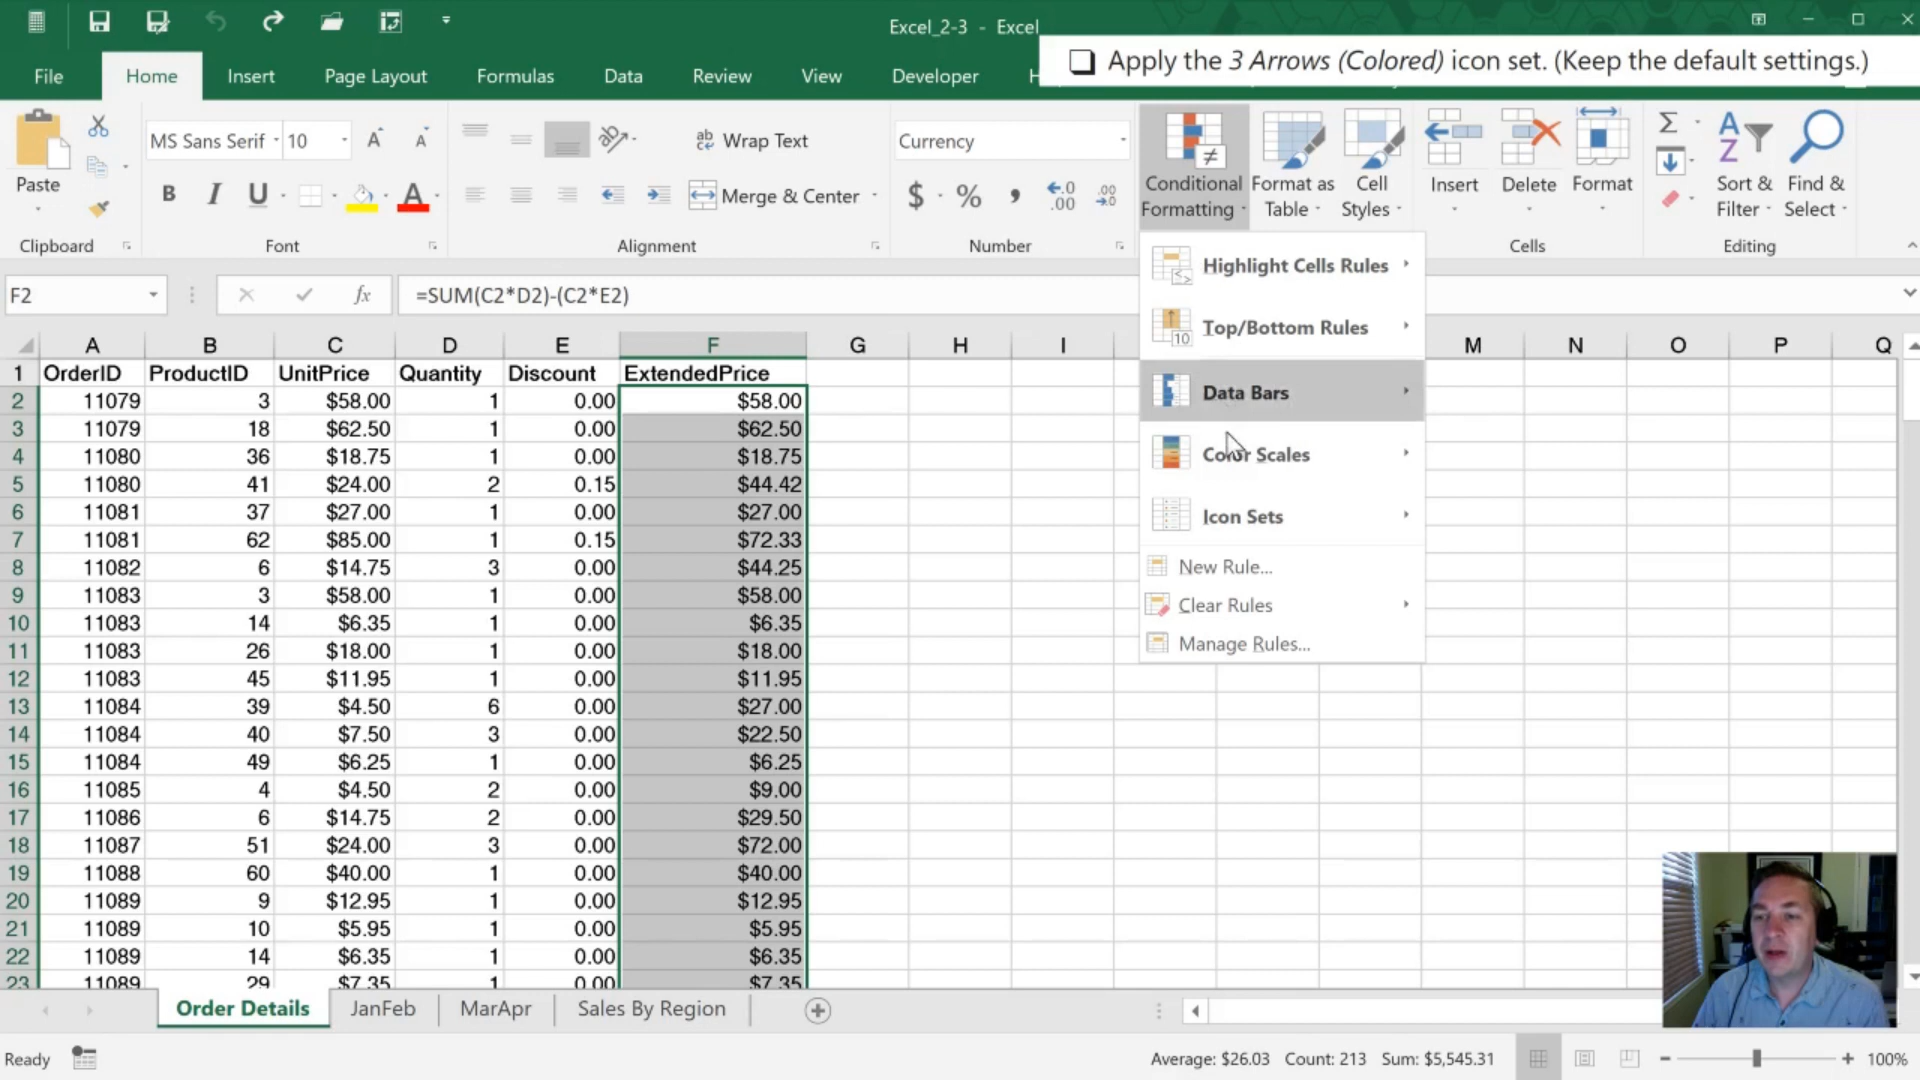 Excel_2-3 - Excel
Apply the 3 Arrows (Colored) icon set. (Keep the default settings.)
File Home Insert Page Layout Formulas Data Review View Developer
MS Sans Serif 10
Wrap Text
Currency
Paste
B I U
Merge & Center
$ % ,
Conditional Formatting
Format as Table
Cell Styles
Insert Delete Format
Sort & Filter
Find & Select
Clipboard Font Alignment Number Cells Editing
F2
fx
=SUM(C2*D2)-(C2*E2)
Highlight Cells Rules
Top/Bottom Rules
Data Bars
Color Scales
Icon Sets
New Rule...
Clear Rules
Manage Rules...
A B C D E F G H I M N O P Q
1 OrderID ProductID UnitPrice Quantity Discount ExtendedPrice
2 11079 3 $58.00 1 0.00 $58.00
3 11079 18 $62.50 1 0.00 $62.50
4 11080 36 $18.75 1 0.00 $18.75
5 11080 41 $24.00 2 0.15 $44.42
6 11081 37 $27.00 1 0.00 $27.00
7 11081 62 $85.00 1 0.15 $72.33
8 11082 6 $14.75 3 0.00 $44.25
9 11083 3 $58.00 1 0.00 $58.00
10 11083 14 $6.35 1 0.00 $6.35
11 11083 26 $18.00 1 0.00 $18.00
12 11083 45 $11.95 1 0.00 $11.95
13 11084 39 $4.50 6 0.00 $27.00
14 11084 40 $7.50 3 0.00 $22.50
15 11084 49 $6.25 1 0.00 $6.25
16 11085 4 $4.50 2 0.00 $9.00
17 11086 6 $14.75 2 0.00 $29.50
18 11087 51 $24.00 3 0.00 $72.00
19 11088 60 $40.00 1 0.00 $40.00
20 11089 9 $12.95 1 0.00 $12.95
21 11089 10 $5.95 1 0.00 $5.95
22 11089 14 $6.35 1 0.00 $6.35
23 11089 29 $7.35 1 0.00 $7.35
Order Details JanFeb MarApr Sales By Region
Ready
Average: $26.03 Count: 213 Sum: $5,545.31
100%